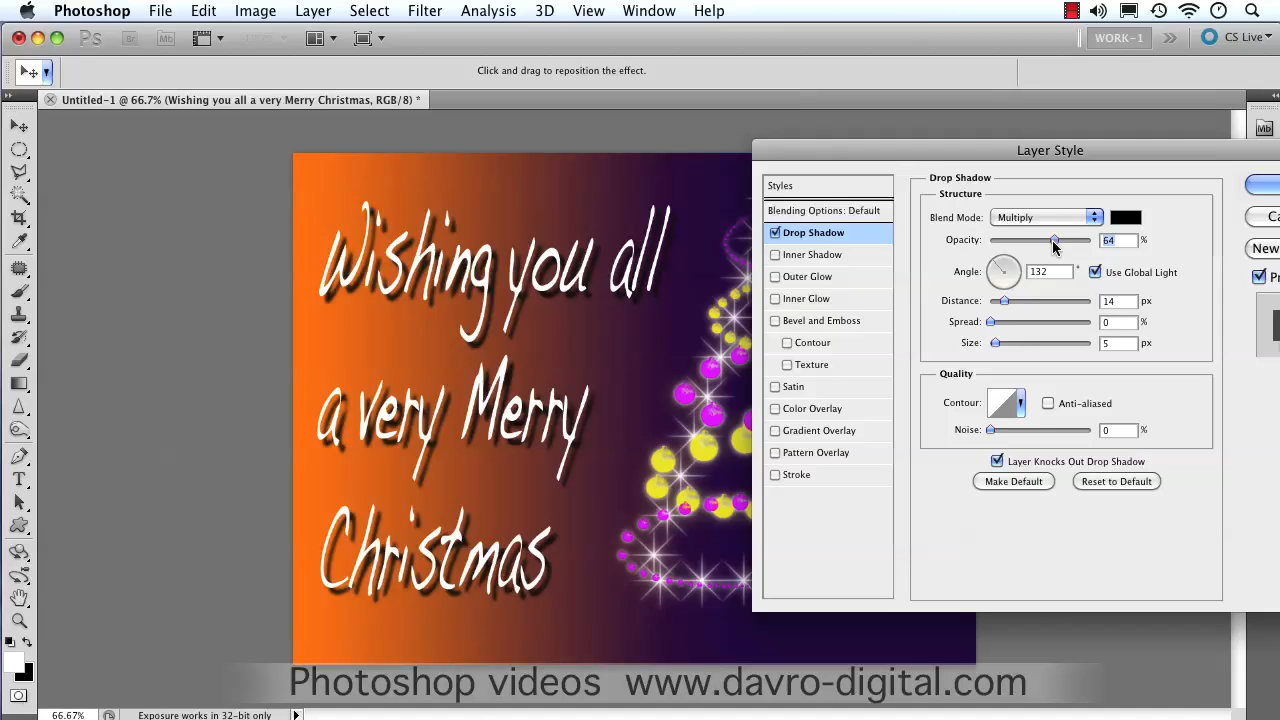 Photoshop File Edit Image Layer Select Filter Analysis 3D View Window Help
Ps Br Mb WORK-1 CS Live
Click and drag to reposition the effect.
Untitled-1 @ 66.7% (Wishing you all a very Merry Christmas, RGB/8) *
Mb
Layer Style
Styles
Blending Options: Default
Drop Shadow
Inner Shadow
Outer Glow
Inner Glow
Bevel and Emboss
Contour
Texture
Satin
Color Overlay
Gradient Overlay
Pattern Overlay
Stroke
Drop Shadow
Structure
Blend Mode: Multiply
Opacity: 64 %
Angle: 132 ° Use Global Light
Distance: 14 px
Spread: 0 %
Size: 5 px
Quality
Contour: Anti-aliased
Noise: 0 %
Layer Knocks Out Drop Shadow
Make Default Reset to Default
Ca
New
Pr
Wishing you all
a very Merry
Christmas
Photoshop videos www.davro-digital.com
66.67% Exposure works in 32-bit only